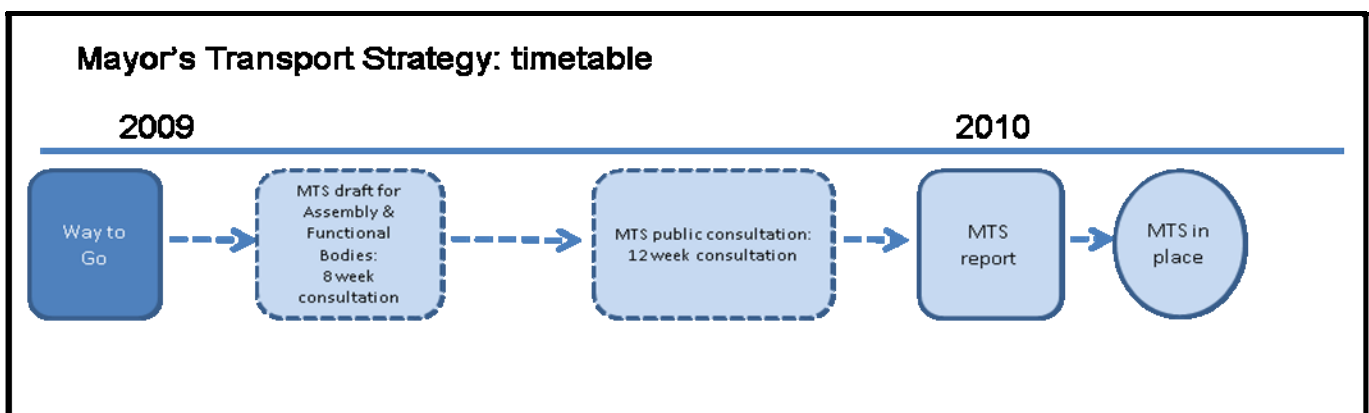 Mayor's Transport Strategy: timetable
2009
2010
Way to
Go
MTS draft for
Assembly &
Functional
Bodies:
8 week
consultation
MTS public consultation:
12 week consultation
MTS
report
MTS in
place